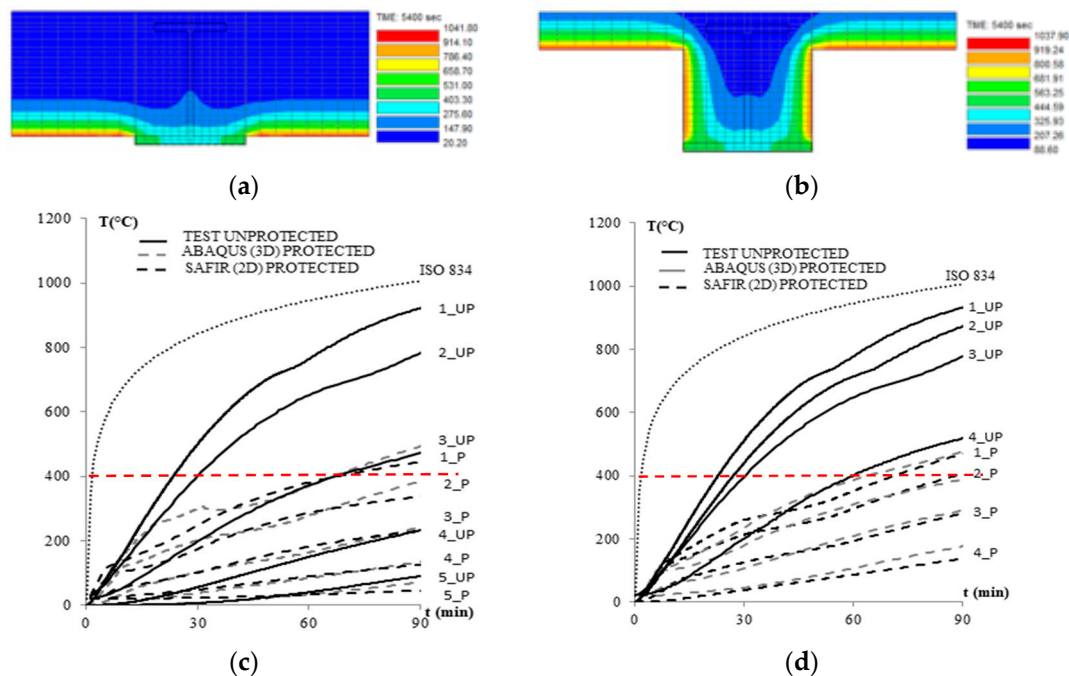 TIME: 5400 sec
1041.80
914.10
786.40
658.70
531.00
403.30
275.60
147.90
20.20
(a)
TIME: 5400 sec
1037.90
919.24
800.58
681.91
563.25
444.59
325.93
207.26
88.60
(b)
T(°C)
1200
1000
800
600
400
200
0
TEST UNPROTECTED
ABAQUS (3D) PROTECTED
SAFIR (2D) PROTECTED
ISO 834
1_UP
2_UP
3_UP
1_P
2_P
3_P
4_UP
4_P
5_UP
5_P
0
30
60
90
t (min)
(c)
T(°C)
1200
1000
800
600
400
200
0
TEST UNPROTECTED
ABAQUS (3D) PROTECTED
SAFIR (2D) PROTECTED
ISO 834
1_UP
2_UP
3_UP
4_UP
1_P
2_P
3_P
4_P
0
30
60
90
t (min)
(d)